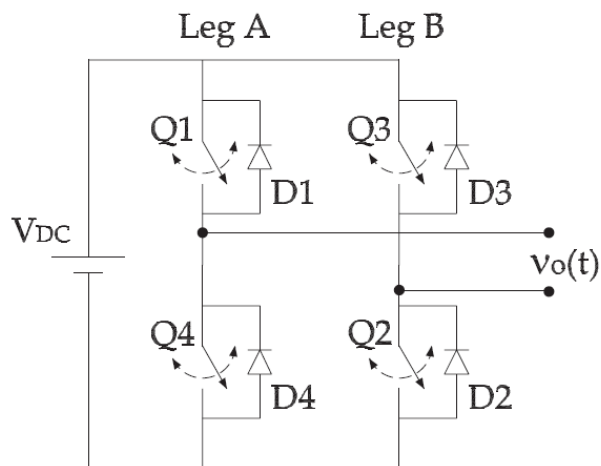 Leg A Leg B
Q1 Q3
D1 D3
VDC
vo(t)
Q4 Q2
D4 D2